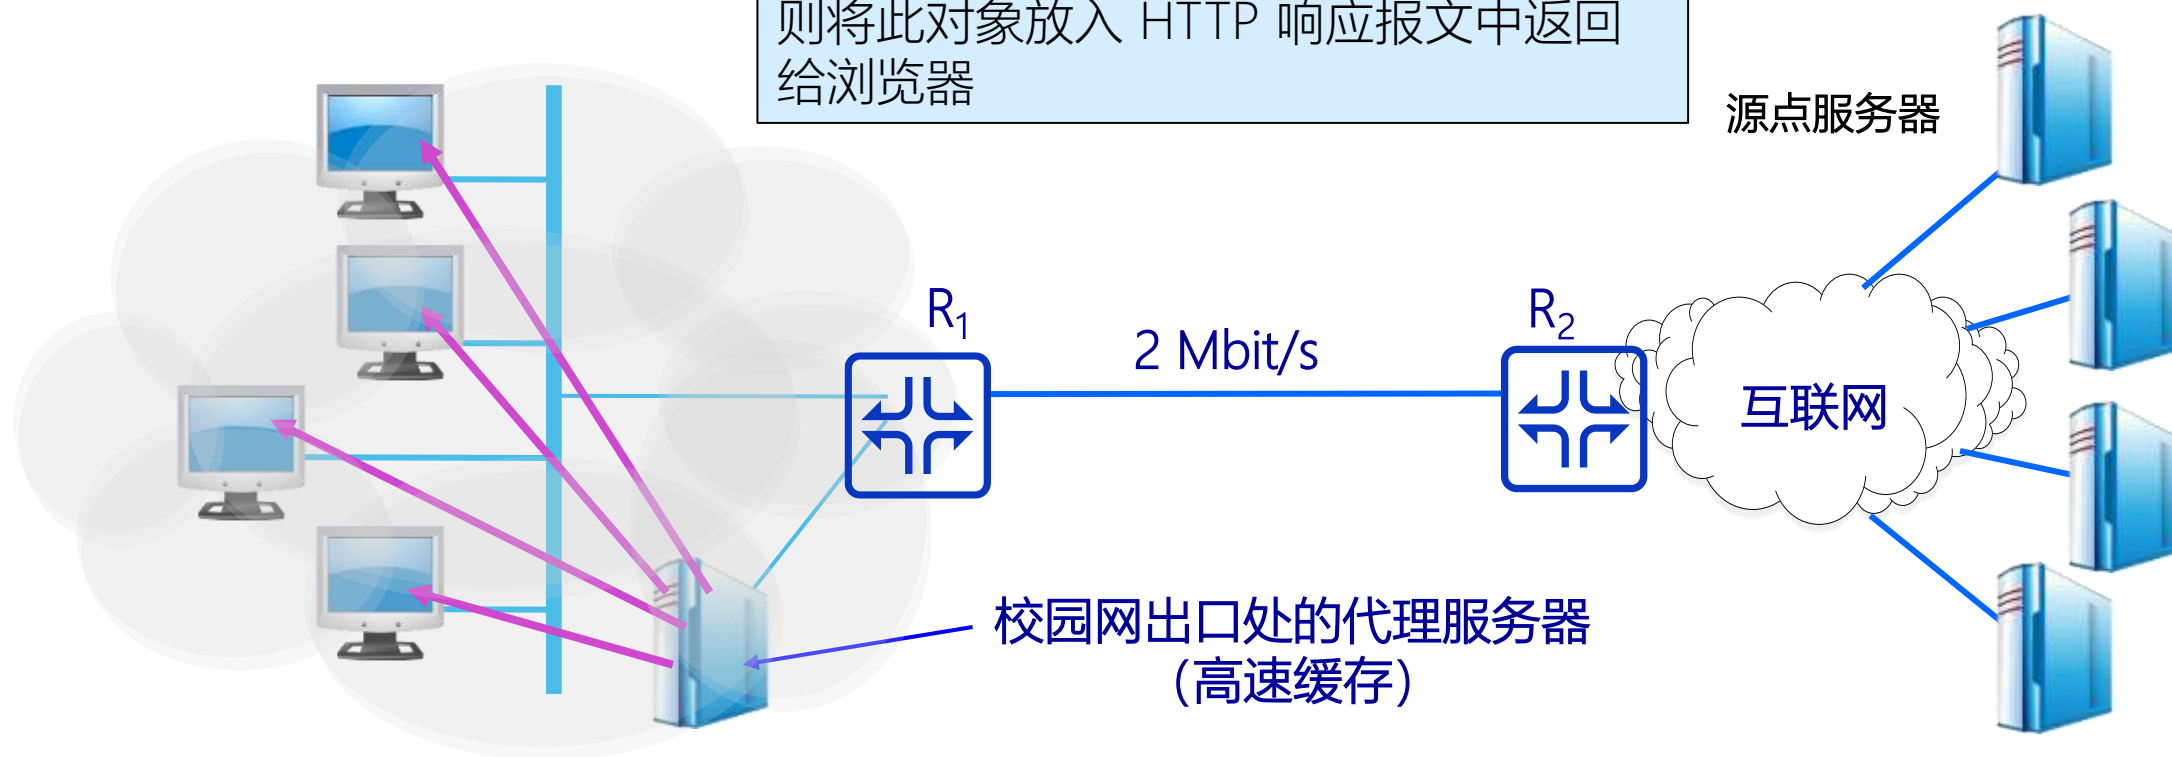 则将此对象放入 HTTP 响应报文中返回
给浏览器
源点服务器
R1
2 Mbit/s
R2
互联网
校园网出口处的代理服务器
（高速缓存）